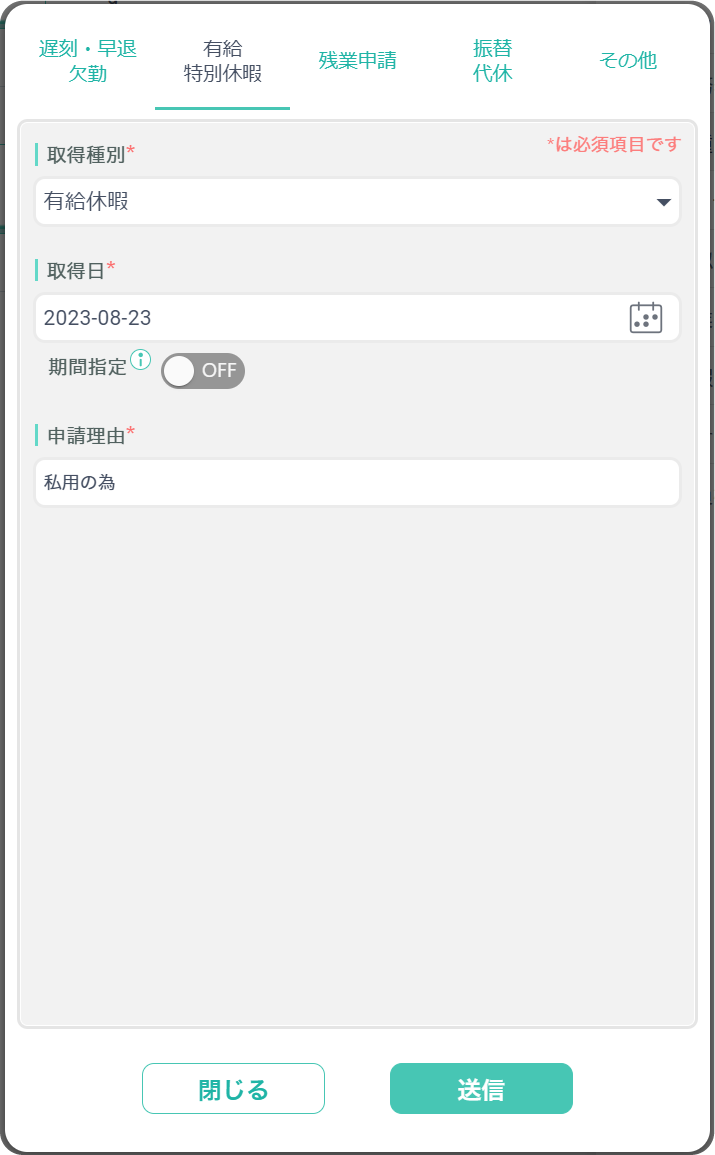 遅刻・早退
欠勤
有給
特別休暇
残業申請
振替
代休
その他
*は必須項目です
取得種別*
有給休暇
取得日*
2023-08-23
期間指定
OFF
申請理由*
私用の為
閉じる
送信